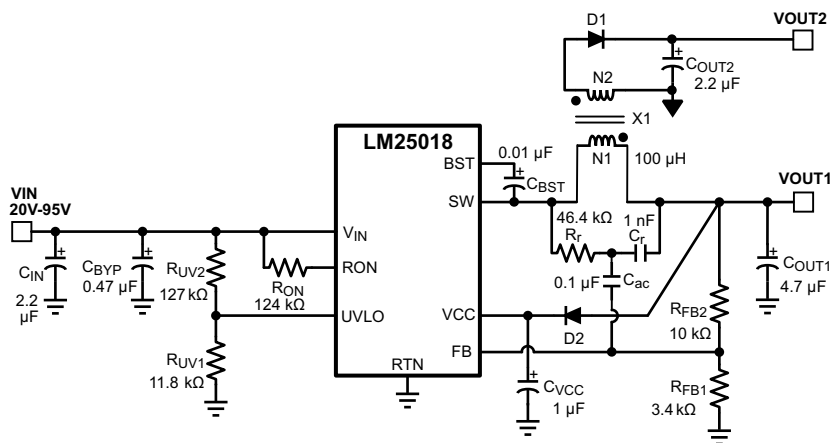 VOUT2
D1
+
COUT2
2.2 µF
N2
X1
LM25018
0.01 µF
BST
+
CBST
N1
100 µH
VIN
20V-95V
SW
VOUT1
46.4 kΩ
1 nF
Rr
Cr
VIN
+
CIN
2.2
µF
+
CBYP
0.47 µF
RUV2
127 kΩ
RON
RON
124 kΩ
0.1 µF
Cac
+
COUT1
4.7 µF
UVLO
VCC
D2
RFB2
10 kΩ
FB
RUV1
11.8 kΩ
RTN
+
CVCC
1 µF
RFB1
3.4 kΩ